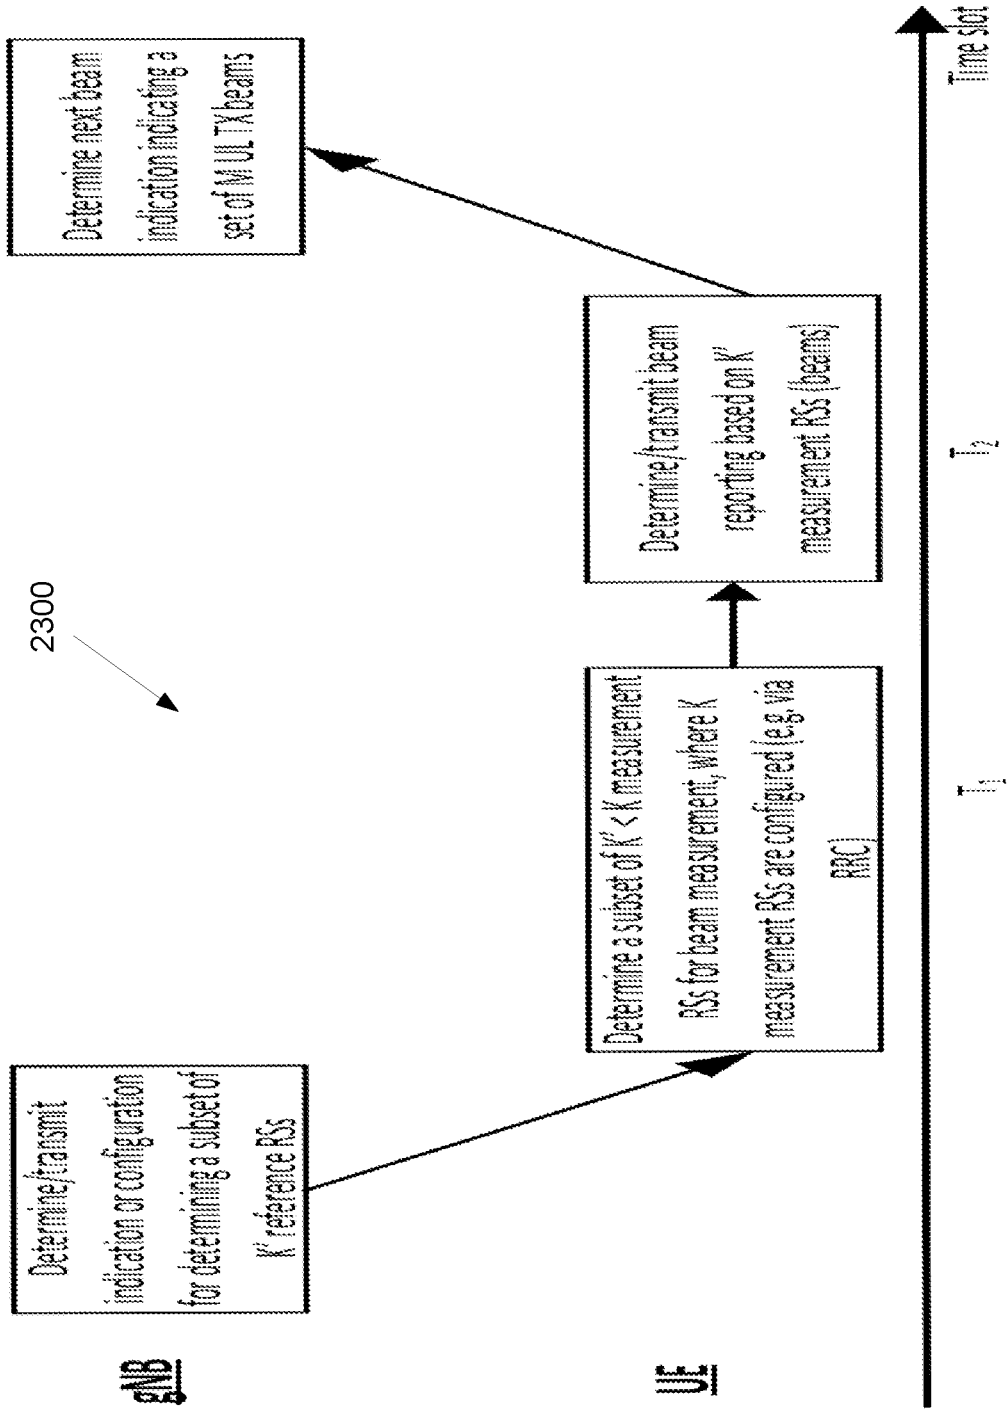 2300
gNB
Determine/transmit
indication or configuration
for determining a subset of
K' reference RSs
Determine next beam
indication indicating a
set of M UL TX beams
UE
Determine a subset of K' < K measurement
RSs for beam measurement, where K
measurement RSs are configured (e.g, via
RRC)
Determine/transmit beam
reporting based on K'
measurement RSs (beams)
T1
T2
Time slot